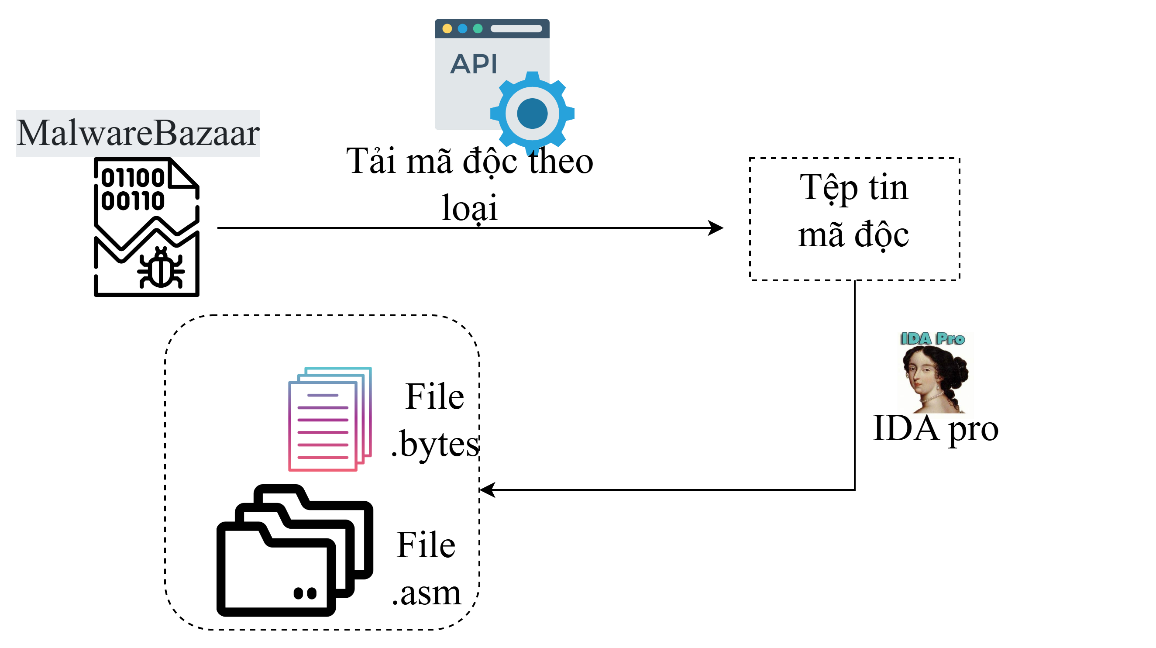 API
MalwareBazaar
01100
00110
Tải mã độc theo
loại
Tệp tin
mã độc
IDA Pro
IDA pro
File
.bytes
File
.asm